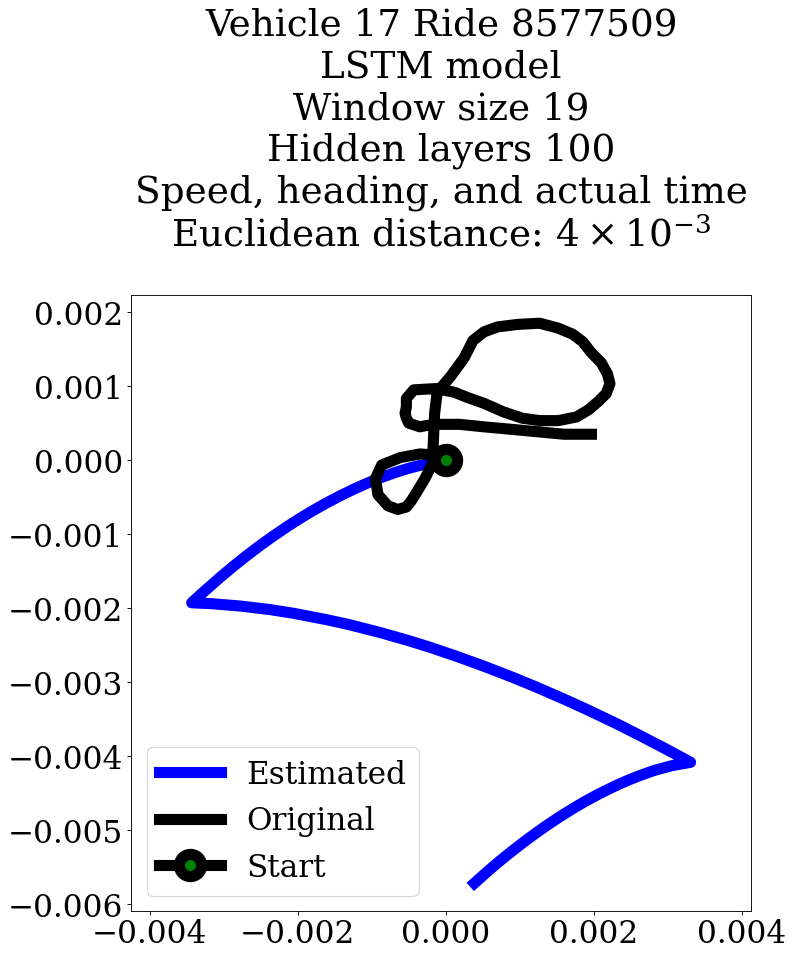 Vehicle 17 Ride 8577509
LSTM model
Window size 19
Hidden layers 100
Speed, heading, and actual time
Euclidean distance: 4 × 10⁻³
0.002
0.001
0.000
−0.001
−0.002
−0.003
−0.004
−0.005
−0.006
Estimated
Original
Start
−0.004 −0.002 0.000 0.002 0.004